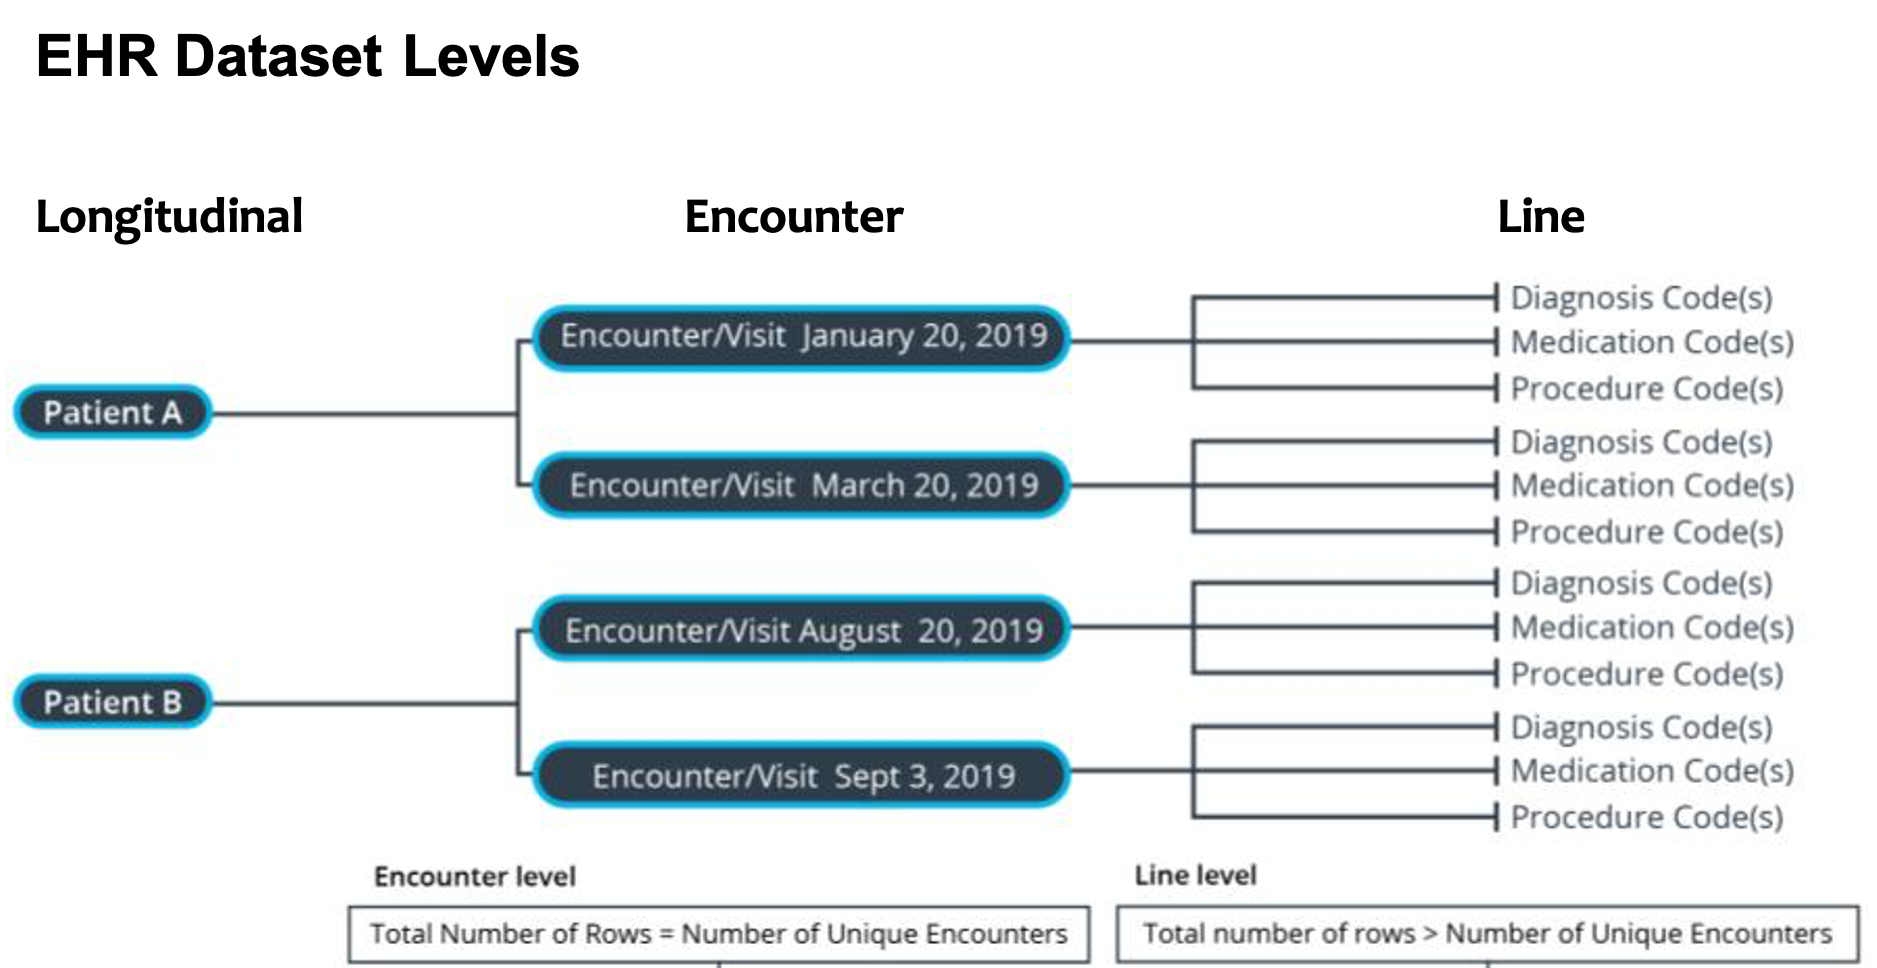 EHR Dataset Levels
Longitudinal
Encounter
Line
Patient A
Encounter/Visit January 20, 2019
Diagnosis Code(s)
Medication Code(s)
Procedure Code(s)
Encounter/Visit March 20, 2019
Diagnosis Code(s)
Medication Code(s)
Procedure Code(s)
Patient B
Encounter/Visit August 20, 2019
Diagnosis Code(s)
Medication Code(s)
Procedure Code(s)
Encounter/Visit Sept 3, 2019
Diagnosis Code(s)
Medication Code(s)
Procedure Code(s)
Encounter level
Total Number of Rows = Number of Unique Encounters
Line level
Total number of rows > Number of Unique Encounters